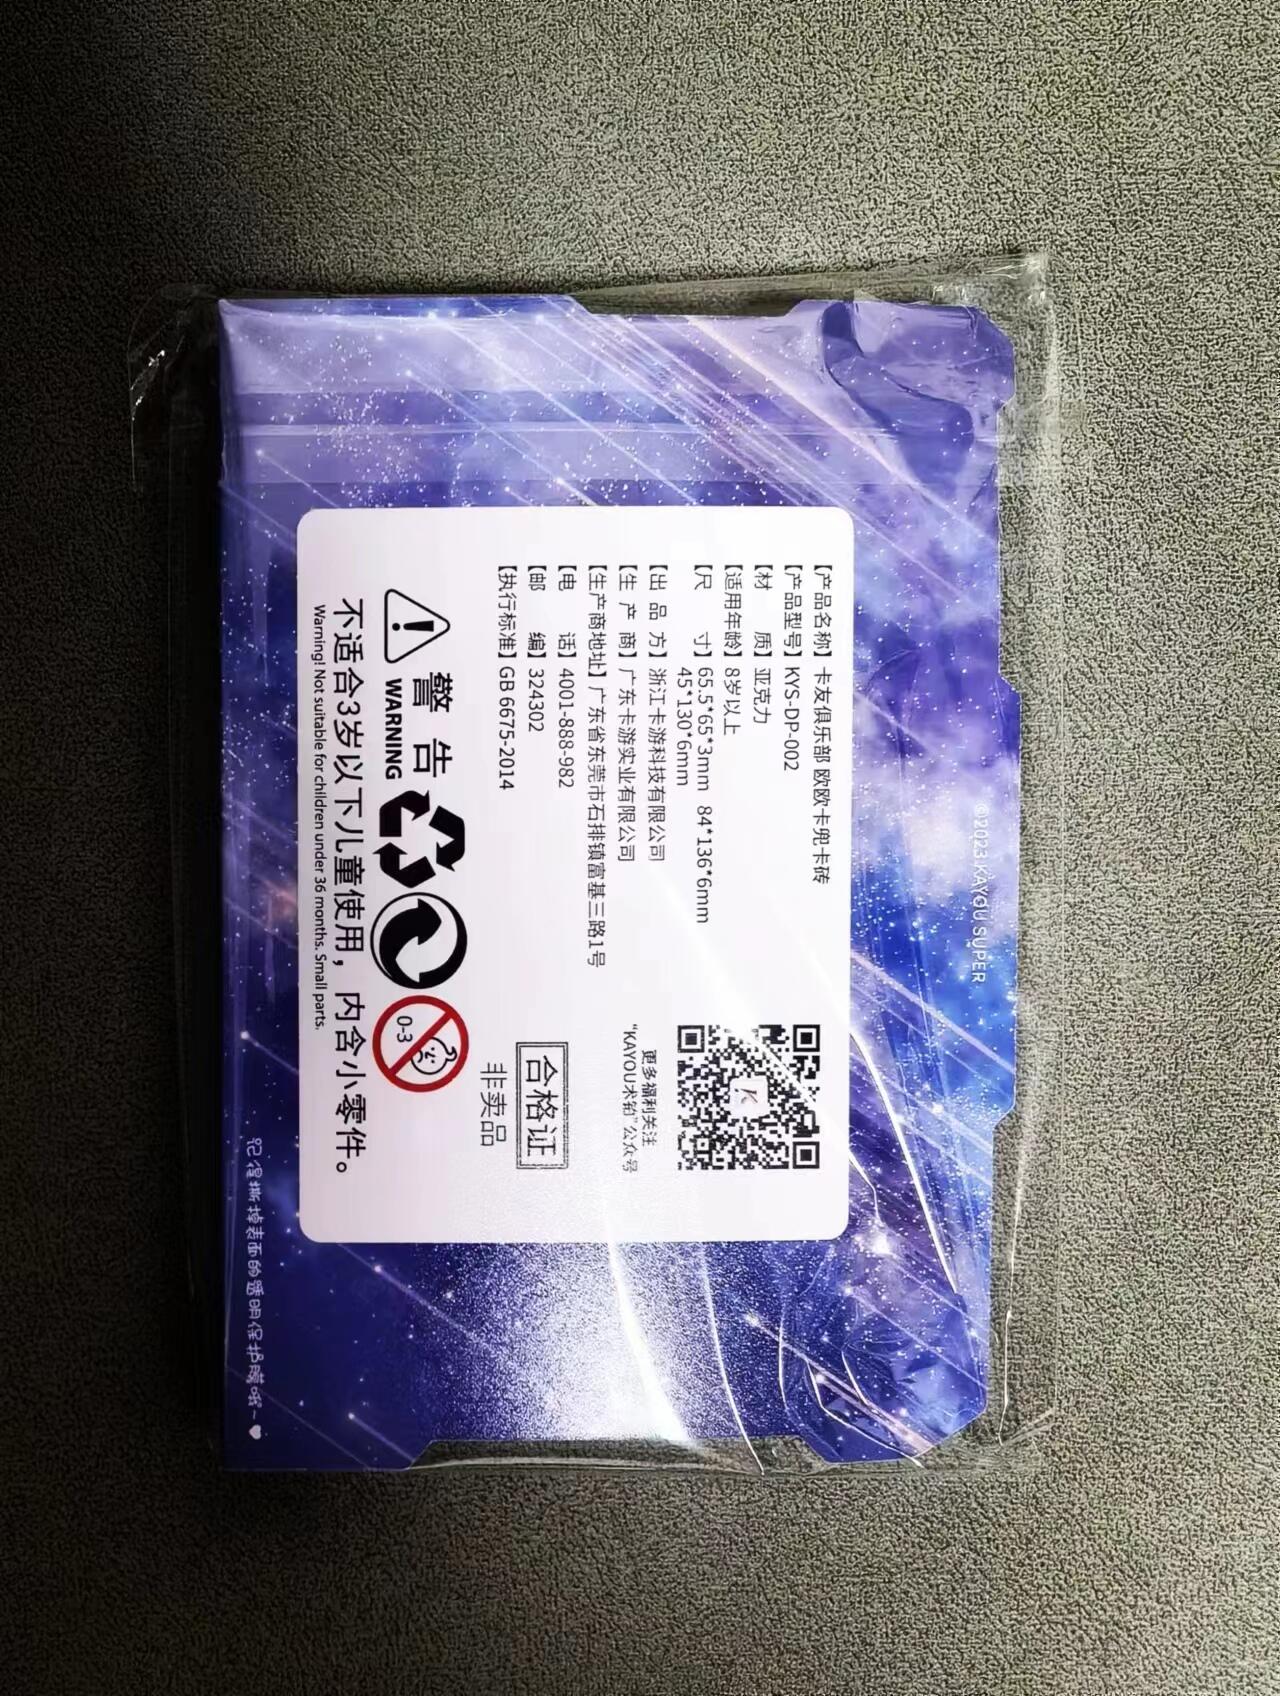 ©2023 KAYOU SUPER
【产品名称】卡友俱乐部 欧欧卡兜卡砖
【产品型号】KYS-DP-002
【材 质】亚克力
【适用年龄】8岁以上
【尺 寸】65.5*65*3mm 84*136*6mm
45*130*6mm
【出 品 方】浙江卡游科技有限公司
【生 产 商】广东卡游实业有限公司
【生产商地址】广东省东莞市石排镇富基三路1号
【电 话】4001-888-982
【邮 编】324302
【执行标准】GB 6675-2014
K
更多福利关注
“KAYOU术铂”公众号
合格证
非卖品
警告
WARNING
0-3
不适合3岁以下儿童使用，内含小零件。
Warning! Not suitable for children under 36 months. Small parts.
记得撕掉表面的透明保护膜哦~